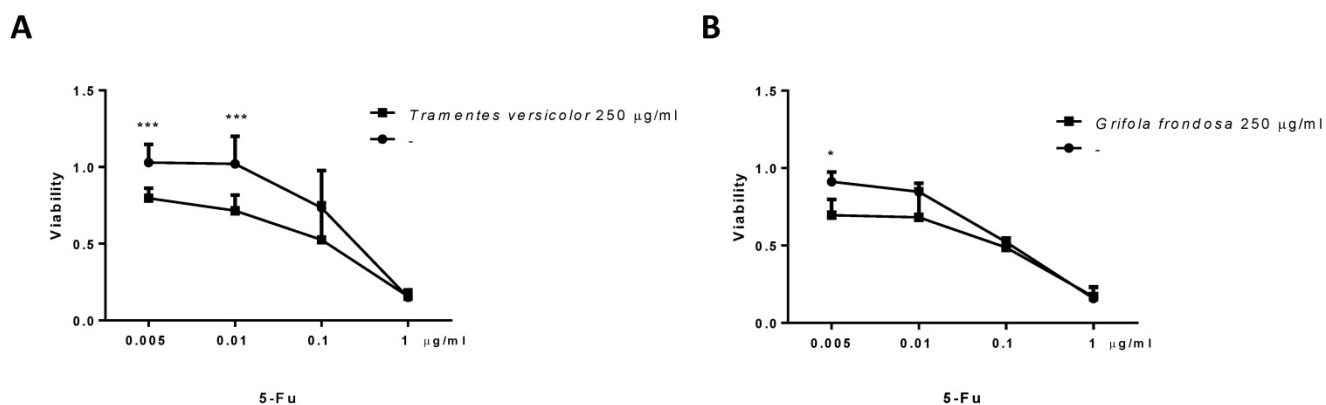 A
1.5
1.0
0.5
0.0
Viability
***
***
Tramentes versicolor 250 μg/ml
-
0.005
0.01
0.1
1
μg/ml
5-Fu
B
1.5
1.0
0.5
0.0
Viability
*
Grifola frondosa 250 μg/ml
-
0.005
0.01
0.1
1
μg/ml
5-Fu